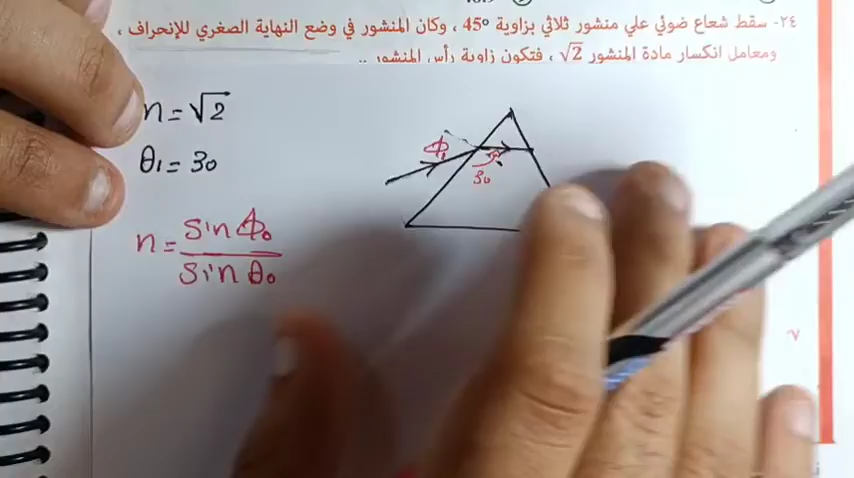 ٢٤- سقط شعاع ضوئي علي منشور ثلاثي بزاوية 45° ، وكان المنشور في وضع النهاية الصغري للإنحراف ،
ومعامل انكسار مادة المنشور √2 ، فتكون زاوية رأس المنشور ..
n = √2
θ1 = 30
n = sin ϕ₀ / sin θ₀
ϕ1
30
٧